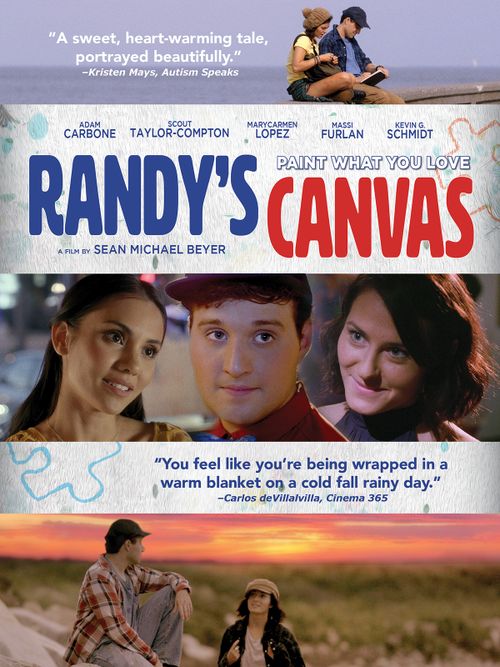 "A sweet, heart-warming tale,
portrayed beautifully."
–Kristen Mays, Autism Speaks
ADAM CARBONE
SCOUT TAYLOR-COMPTON
MARYCARMEN LOPEZ
MASSI FURLAN
KEVIN G. SCHMIDT
PAINT WHAT YOU LOVE
RANDY'S
CANVAS
A FILM BY SEAN MICHAEL BEYER
"You feel like you're being wrapped in a
warm blanket on a cold fall rainy day."
–Carlos deVillalvilla, Cinema 365